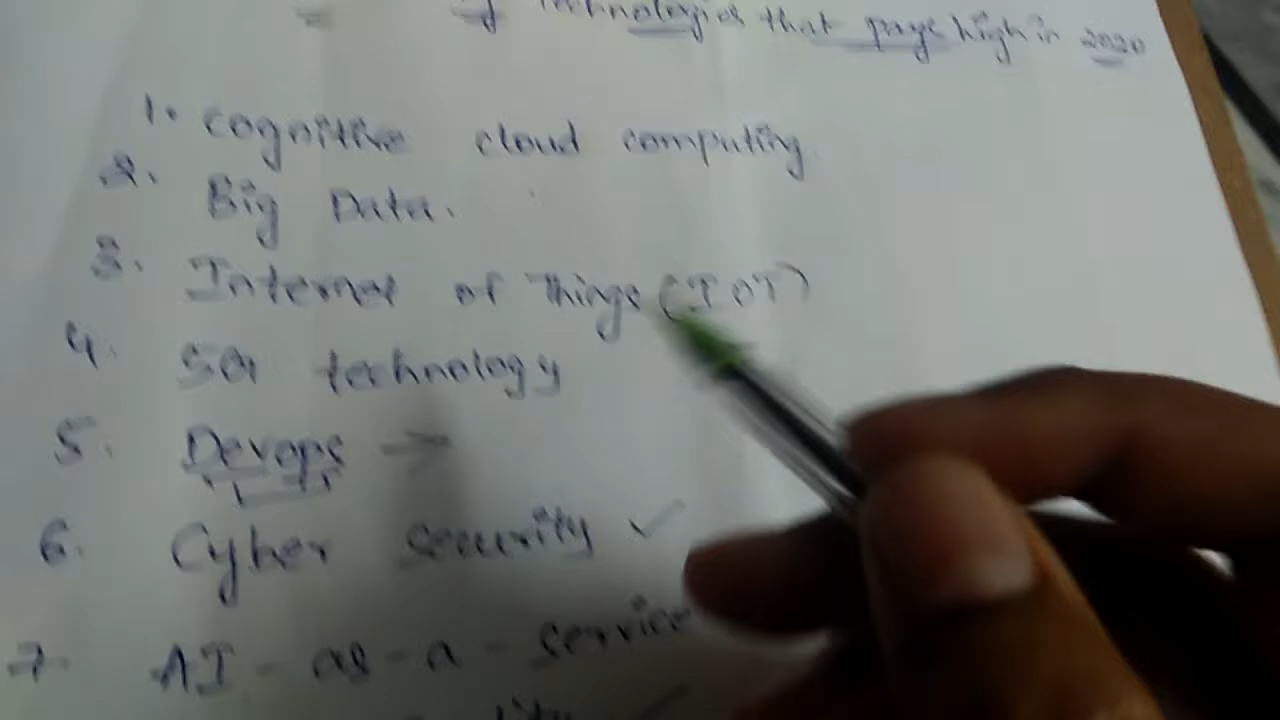 Technologies that pays high in 2020
1. Cognitive cloud computing
2. Big Data.
3. Internet of Things (IOT)
4. 5G technology
5. Devops →
6. Cyber security ✓
7. AI-as-a-service